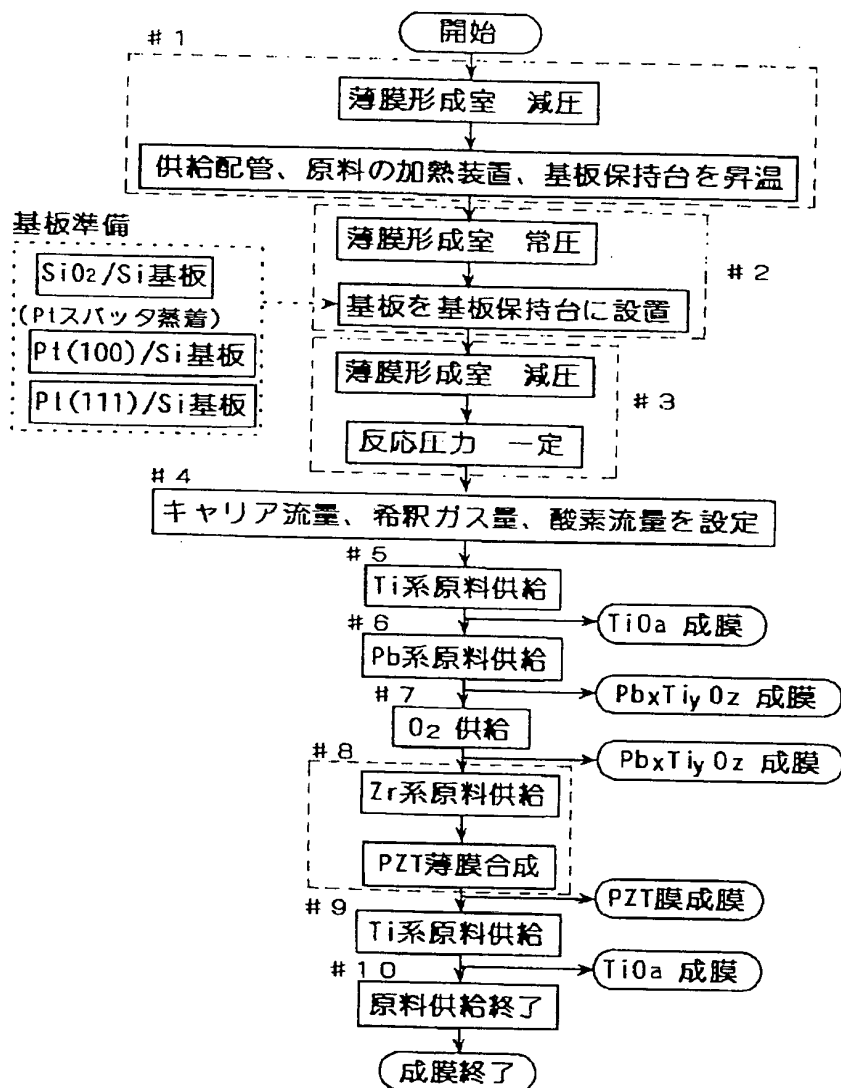 開始
#1
薄膜形成室 減圧
供給配管、原料の加熱装置、基板保持台を昇温
基板準備
SiO2/Si基板
(Ptスパッタ蒸着)
Pt(100)/Si基板
Pt(111)/Si基板
薄膜形成室 常圧
#2
基板を基板保持台に設置
薄膜形成室 減圧
#3
反応圧力 一定
#4
キャリア流量、希釈ガス量、酸素流量を設定
#5
Ti系原料供給
TiOa 成膜
#6
Pb系原料供給
PbxTiyOz 成膜
#7
O2 供給
PbxTiyOz 成膜
#8
Zr系原料供給
PZT薄膜合成
PZT膜成膜
#9
Ti系原料供給
TiOa 成膜
#10
原料供給終了
成膜終了